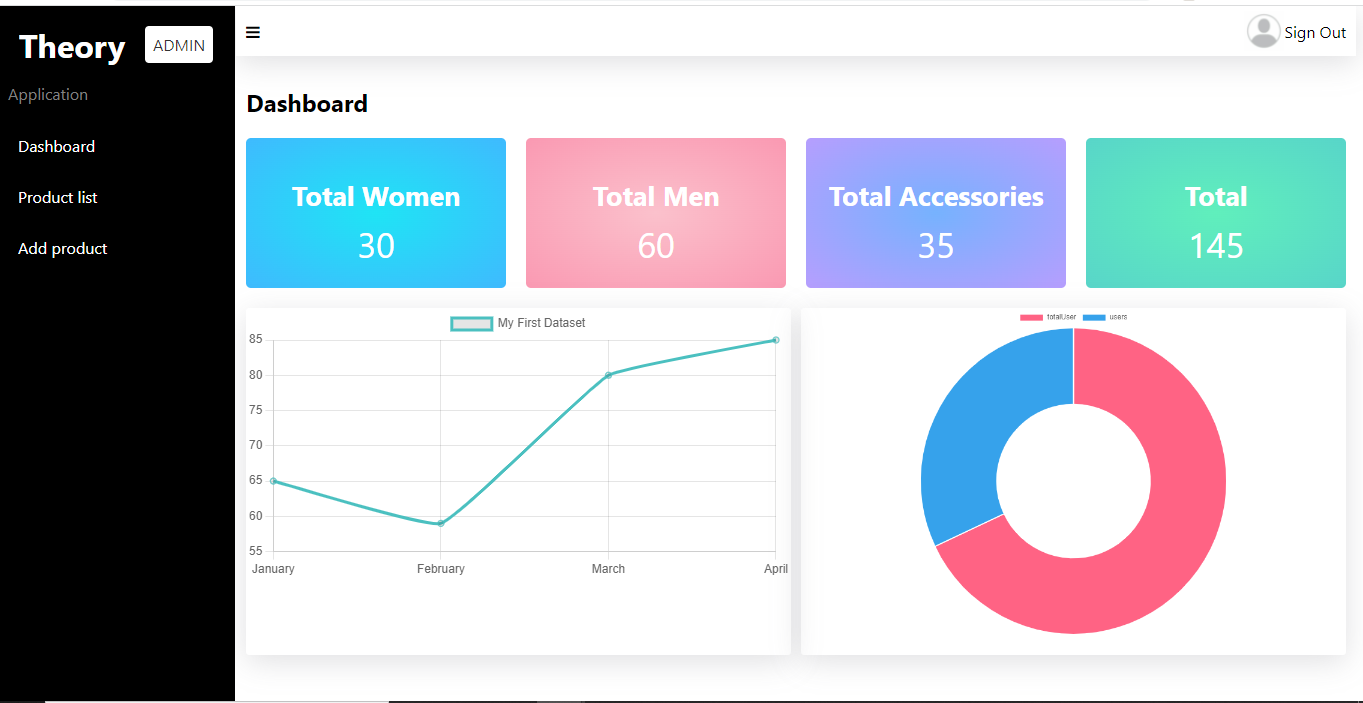 Theory ADMIN
Application
Dashboard
Product list
Add product
Sign Out
Dashboard
Total Women
30
Total Men
60
Total Accessories
35
Total
145
My First Dataset
85
80
75
70
65
60
55
January February March April
totalUser users